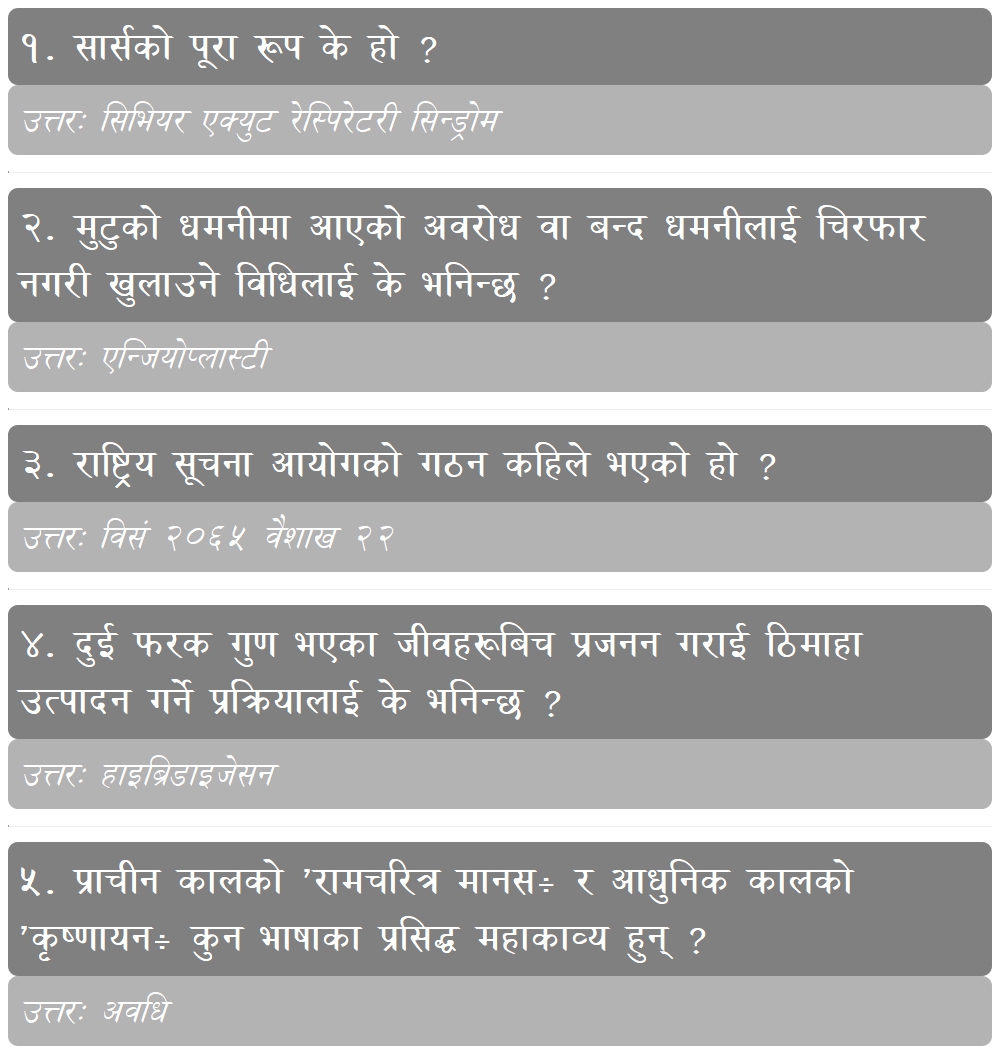 १. सार्सको पूरा रूप के हो ?
उत्तरः सिभियर एक्युट रेस्पिरेटरी सिन्ड्रोम
२. मुटुको धमनीमा आएको अवरोध वा बन्द धमनीलाई चिरफार
नगरी खुलाउने विधिलाई के भनिन्छ ?
उत्तरः एन्जियोप्लास्टी
३. राष्ट्रिय सूचना आयोगको गठन कहिले भएको हो ?
उत्तरः विसं २०६५ वैशाख २२
४. दुई फरक गुण भएका जीवहरूबिच प्रजनन गराई ठिमाहा
उत्पादन गर्ने प्रक्रियालाई के भनिन्छ ?
उत्तरः हाइब्रिडाइजेसन
५. प्राचीन कालको ’रामचरित्र मानस÷ र आधुनिक कालको
’कृष्णायन÷ कुन भाषाका प्रसिद्ध महाकाव्य हुन् ?
उत्तरः अवधि